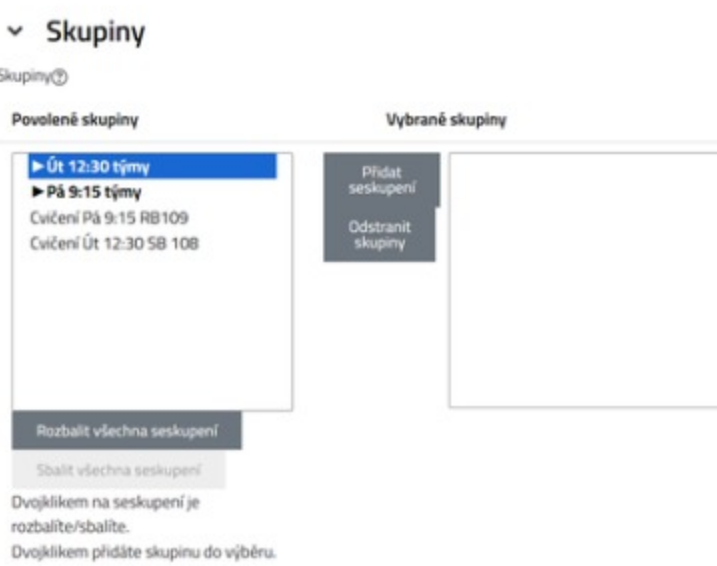 Skupiny
Skupiny
Povolené skupiny
Vybrané skupiny
►Út 12:30 týmy
►Pá 9:15 týmy
Cvičení Pá 9:15 RB109
Cvičení Út 12:30 SB 108
Přidat
seskupení
Odstranit
skupiny
Rozbalit všechna seskupení
Sbalit všechna seskupení
Dvojklikem na seskupení je
rozbalíte/sbalíte.
Dvojklikem přidáte skupinu do výběru.